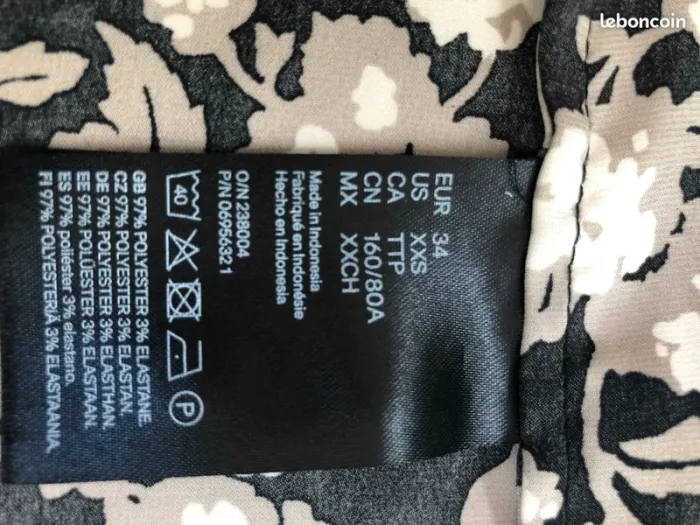 leboncoin
EUR 34
US XXS
CA TTP
CN 160/80A
MX XXCH
Made in Indonesia
Fabriqué en Indonésie
Hecho en Indonesia
O/N 238004
P/N 06956321
40
P
GB 97% POLYESTER 3% ELASTANE.
CZ 97% POLYESTER 3% ELASTAN.
DE 97% POLYESTER 3% ELASTHAN.
EE 97% POLÜESTER 3% ELASTAAN.
ES 97% poliéster 3% elastano.
FI 97% POLYESTERIÄ 3% ELASTAANIA.